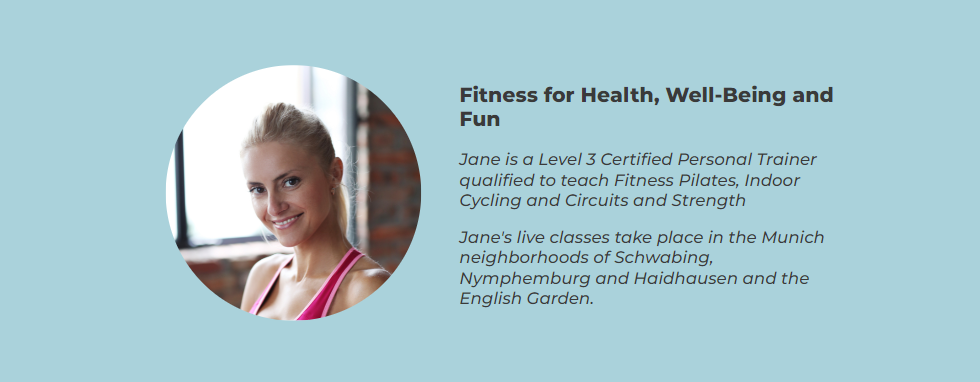 Fitness for Health, Well-Being and
Fun
Jane is a Level 3 Certified Personal Trainer
qualified to teach Fitness Pilates, Indoor
Cycling and Circuits and Strength
Jane's live classes take place in the Munich
neighborhoods of Schwabing,
Nymphemburg and Haidhausen and the
English Garden.